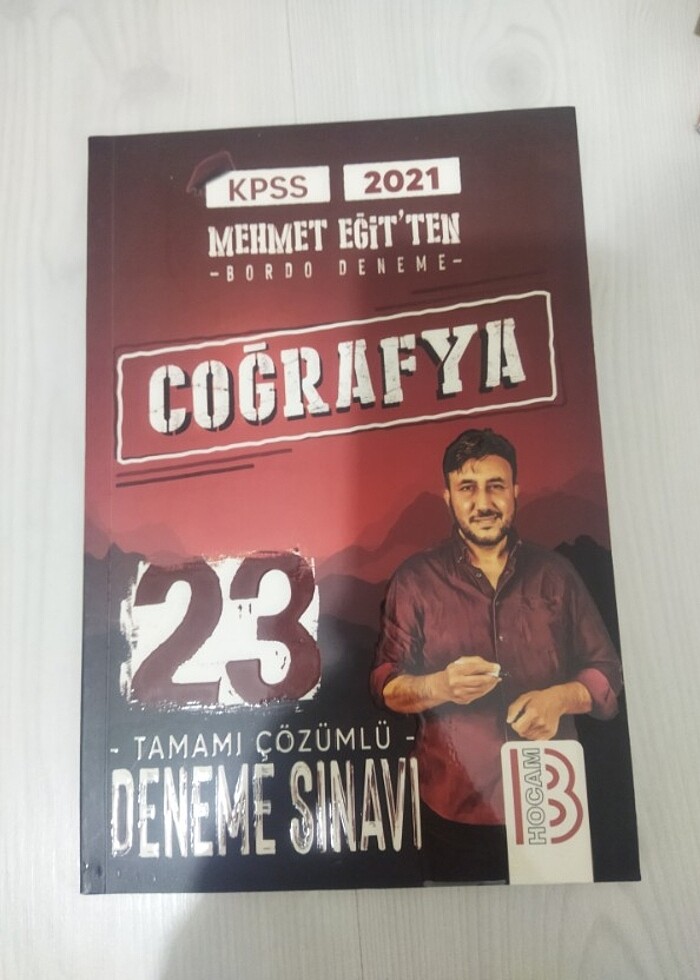 KPSS 2021
MEHMET EĞİT'TEN
-BORDO DENEME-
COĞRAFYA
23
- TAMAMI ÇÖZÜMLÜ -
DENEME SINAVI
B
HOCAM